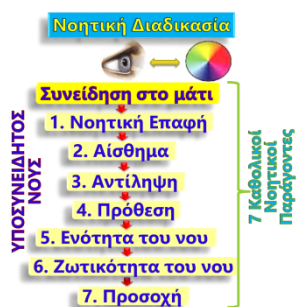 Νοητική Διαδικασία
Συνείδηση στο μάτι
1. Νοητική Επαφή
2. Αίσθημα
3. Αντίληψη
4. Πρόθεση
5. Ενότητα του νου
6. Ζωτικότητα του νου
7. Προσοχή
ΥΠΟΣΥΝΕΙΔΗΤΟΣ
ΝΟΥΣ
7 Καθολικοί
Νοητικοί
Παράγοντες